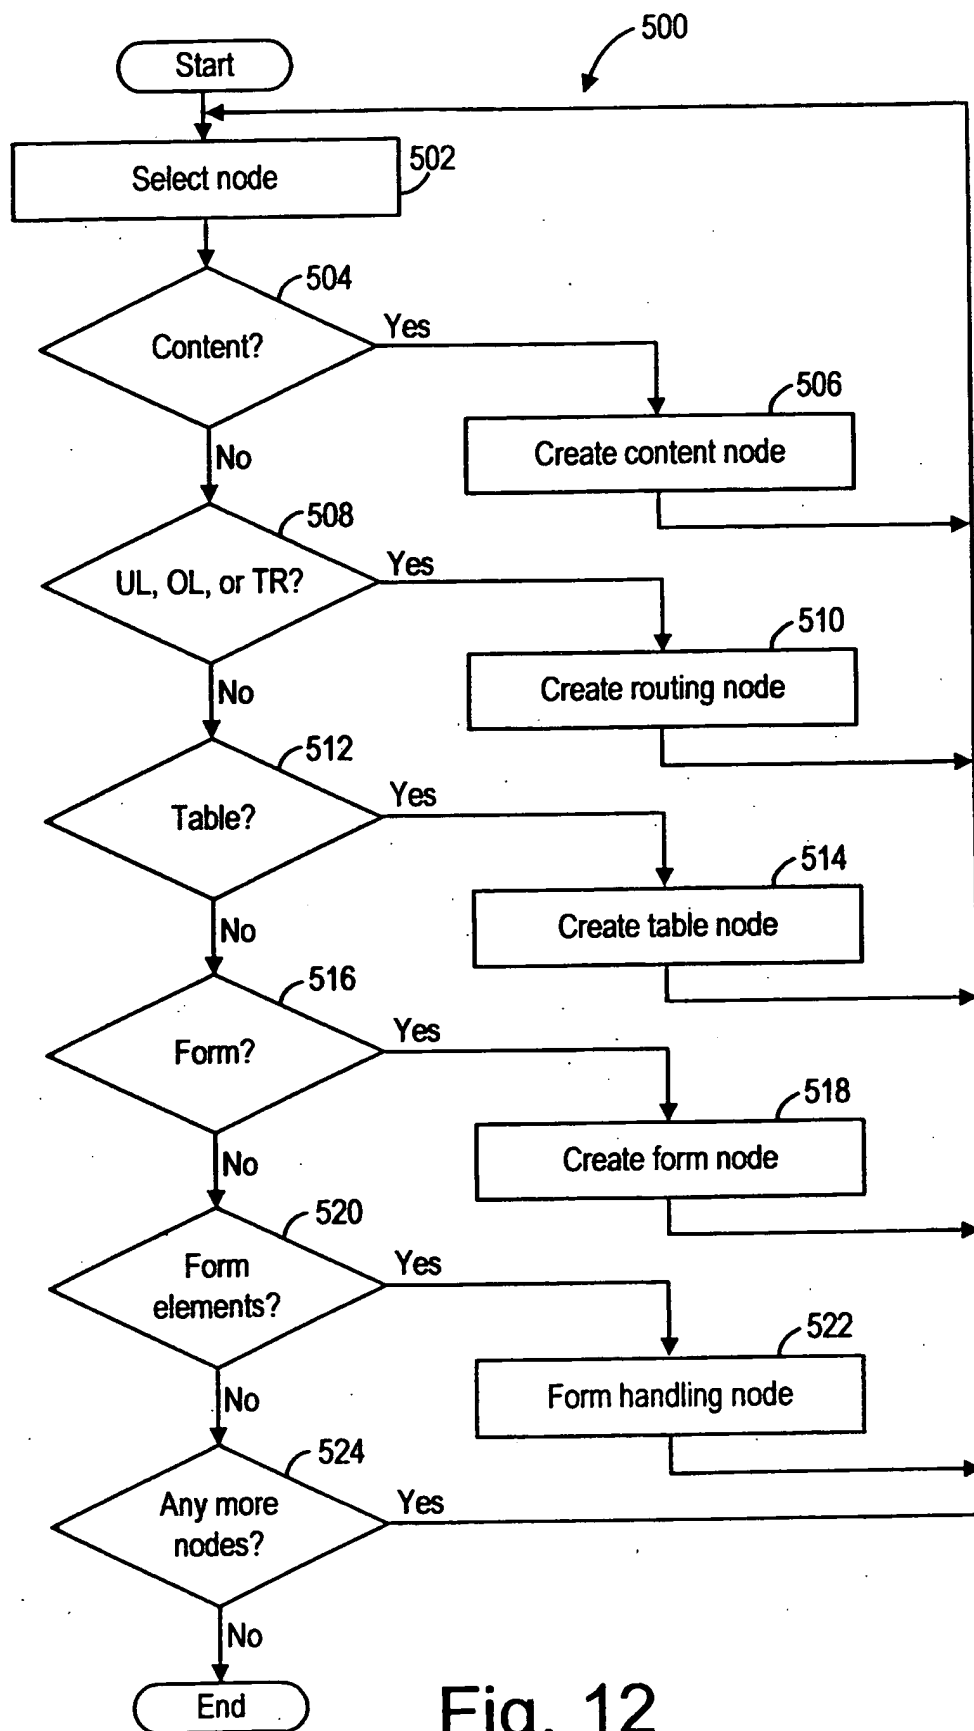 500
Start
Select node
502
504
Content?
Yes
506
Create content node
No
508
UL, OL, or TR?
Yes
510
Create routing node
No
512
Table?
Yes
514
Create table node
No
516
Form?
Yes
518
Create form node
No
520
Form
elements?
Yes
522
Form handling node
No
524
Any more
nodes?
Yes
No
End
Fig. 12